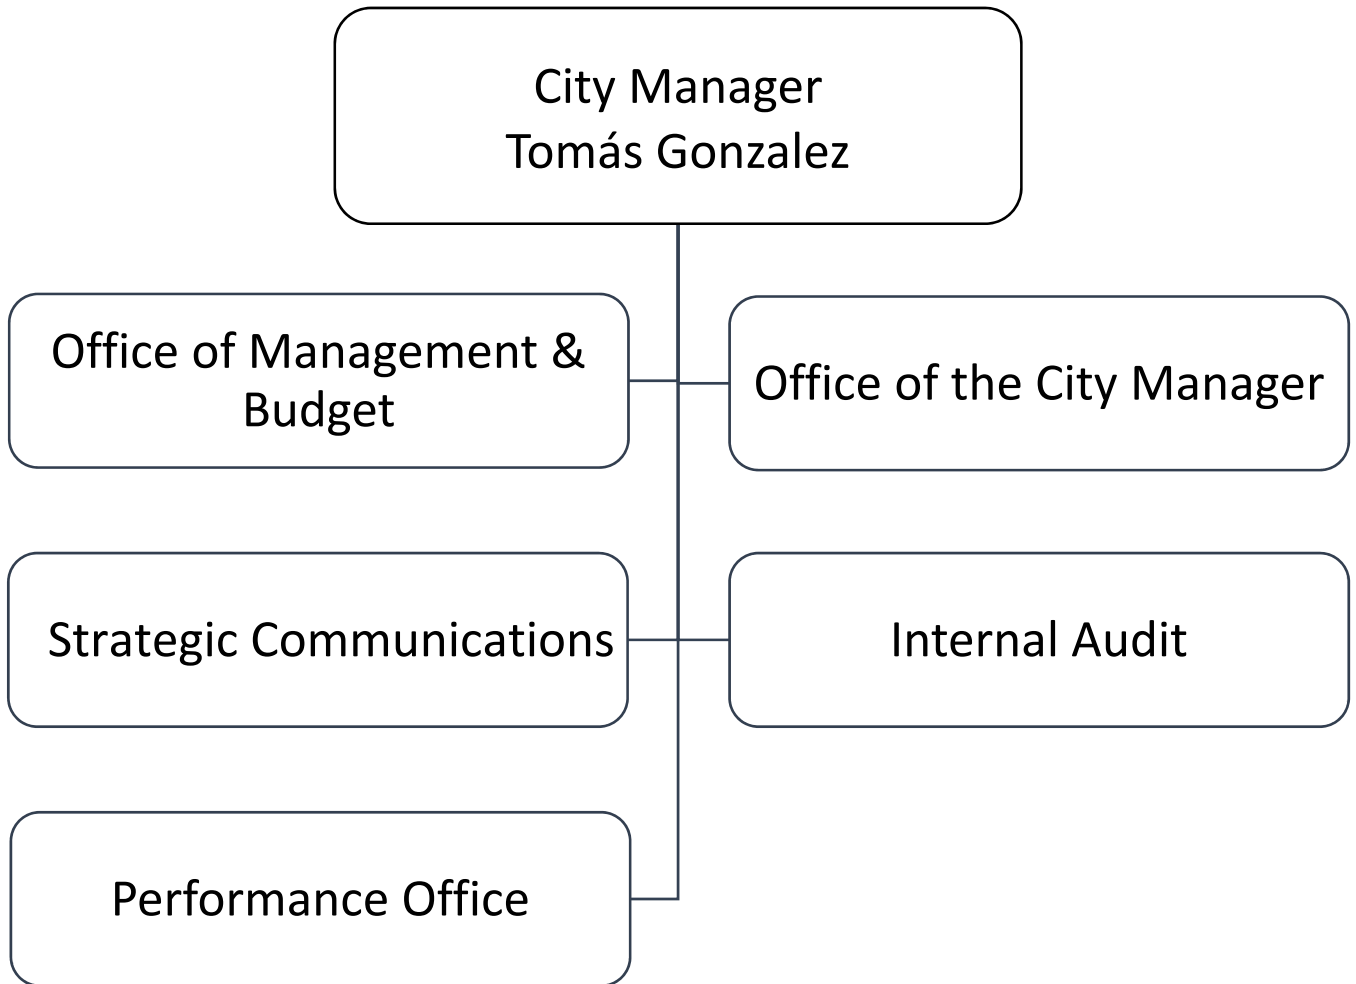 City Manager
Tomás Gonzalez
Office of Management &
Budget
Office of the City Manager
Strategic Communications
Internal Audit
Performance Office